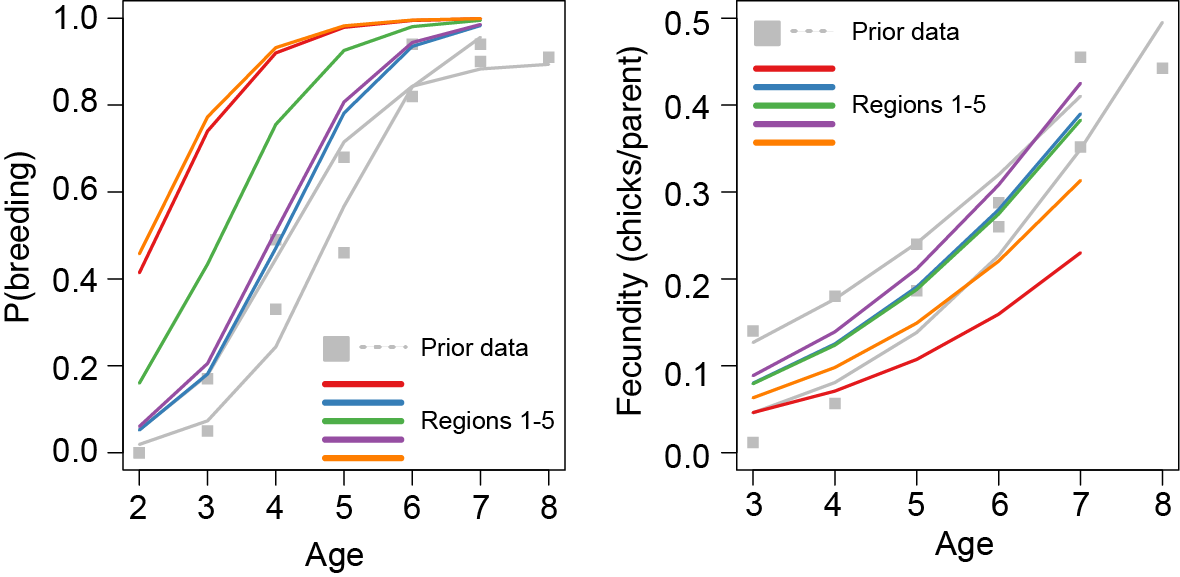 1.0
0.8
0.6
0.4
0.2
0.0
P(breeding)
2 3 4 5 6 7 8
Age
Prior data
Regions 1-5
0.5
0.4
0.3
0.2
0.1
0.0
Fecundity (chicks/parent)
3 4 5 6 7 8
Age
Prior data
Regions 1-5